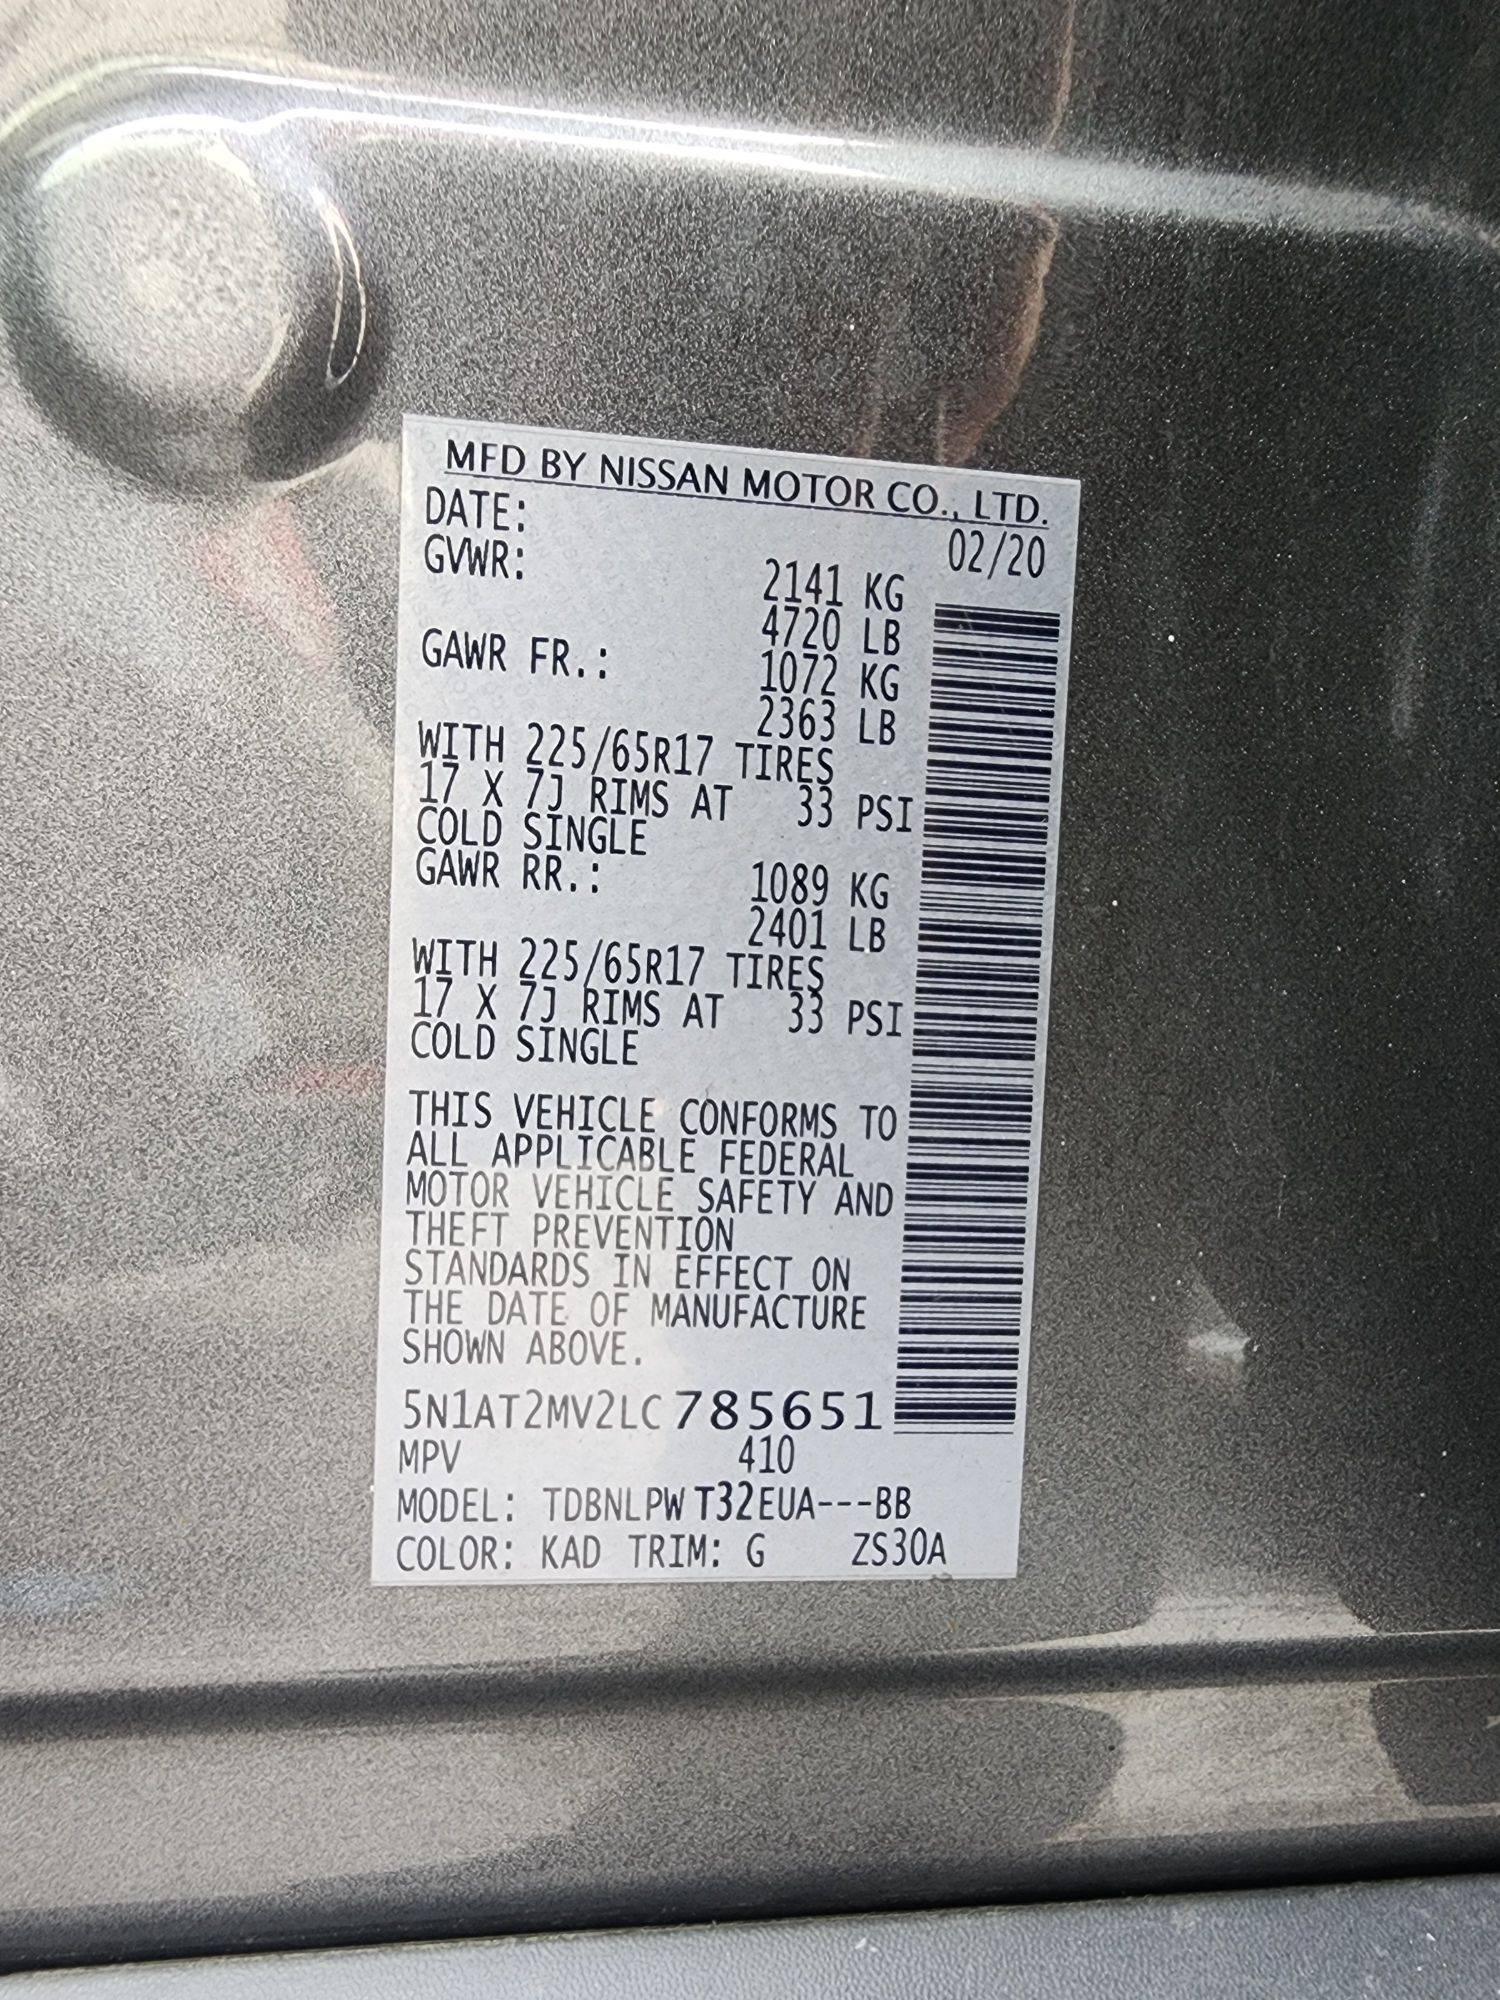 MFD BY NISSAN MOTOR CO., LTD.
DATE: 02/20
GVWR: 2141 KG
4720 LB
GAWR FR.: 1072 KG
2363 LB
WITH 225/65R17 TIRES
17 X 7J RIMS AT 33 PSI
COLD SINGLE
GAWR RR.: 1089 KG
2401 LB
WITH 225/65R17 TIRES
17 X 7J RIMS AT 33 PSI
COLD SINGLE
THIS VEHICLE CONFORMS TO
ALL APPLICABLE FEDERAL
MOTOR VEHICLE SAFETY AND
THEFT PREVENTION
STANDARDS IN EFFECT ON
THE DATE OF MANUFACTURE
SHOWN ABOVE.
5N1AT2MV2LC785651
MPV 410
MODEL: TDBNLPW T32EUA---BB
COLOR: KAD TRIM: G ZS30A